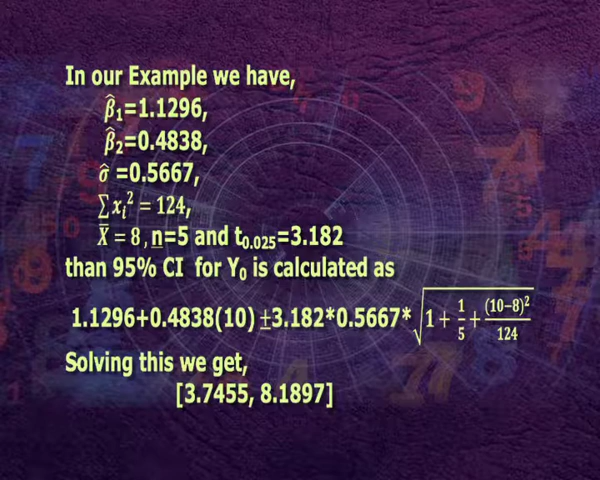 In our Example we have,
β̂₁=1.1296,
β̂₂=0.4838,
σ̂ =0.5667,
∑xᵢ² = 124,
X̅ = 8 , n=5 and t₀.₀₂₅=3.182
than 95% CI for Y₀ is calculated as
1.1296+0.4838(10) ±3.182*0.5667*√(1 + 1/5 + (10−8)²/124)
Solving this we get,
[3.7455, 8.1897]